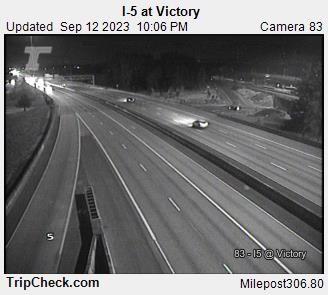 I-5 at Victory
Updated Sep 12 2023 10:06 PM Camera 83
S
83 - I5 @ Victory
TripCheck.com Milepost306.80